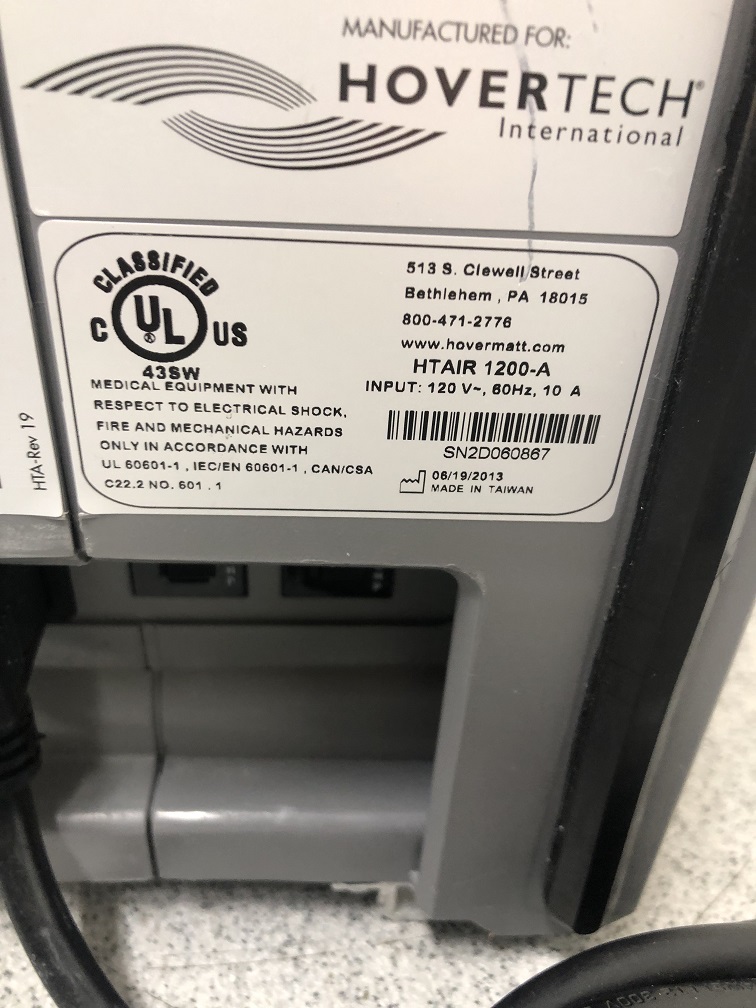 MANUFACTURED FOR:
HOVERTECH®
International
CLASSIFIED
C UL® US
43SW
MEDICAL EQUIPMENT WITH
RESPECT TO ELECTRICAL SHOCK,
FIRE AND MECHANICAL HAZARDS
ONLY IN ACCORDANCE WITH
UL 60601-1 , IEC/EN 60601-1 , CAN/CSA
C22.2 NO. 601 . 1
513 S. Clewell Street
Bethlehem , PA 18015
800-471-2776
www.hovermatt.com
HTAIR 1200-A
INPUT: 120 V~, 60Hz, 10 A
SN2D060867
06/19/2013
MADE IN TAIWAN
HTA-Rev 19